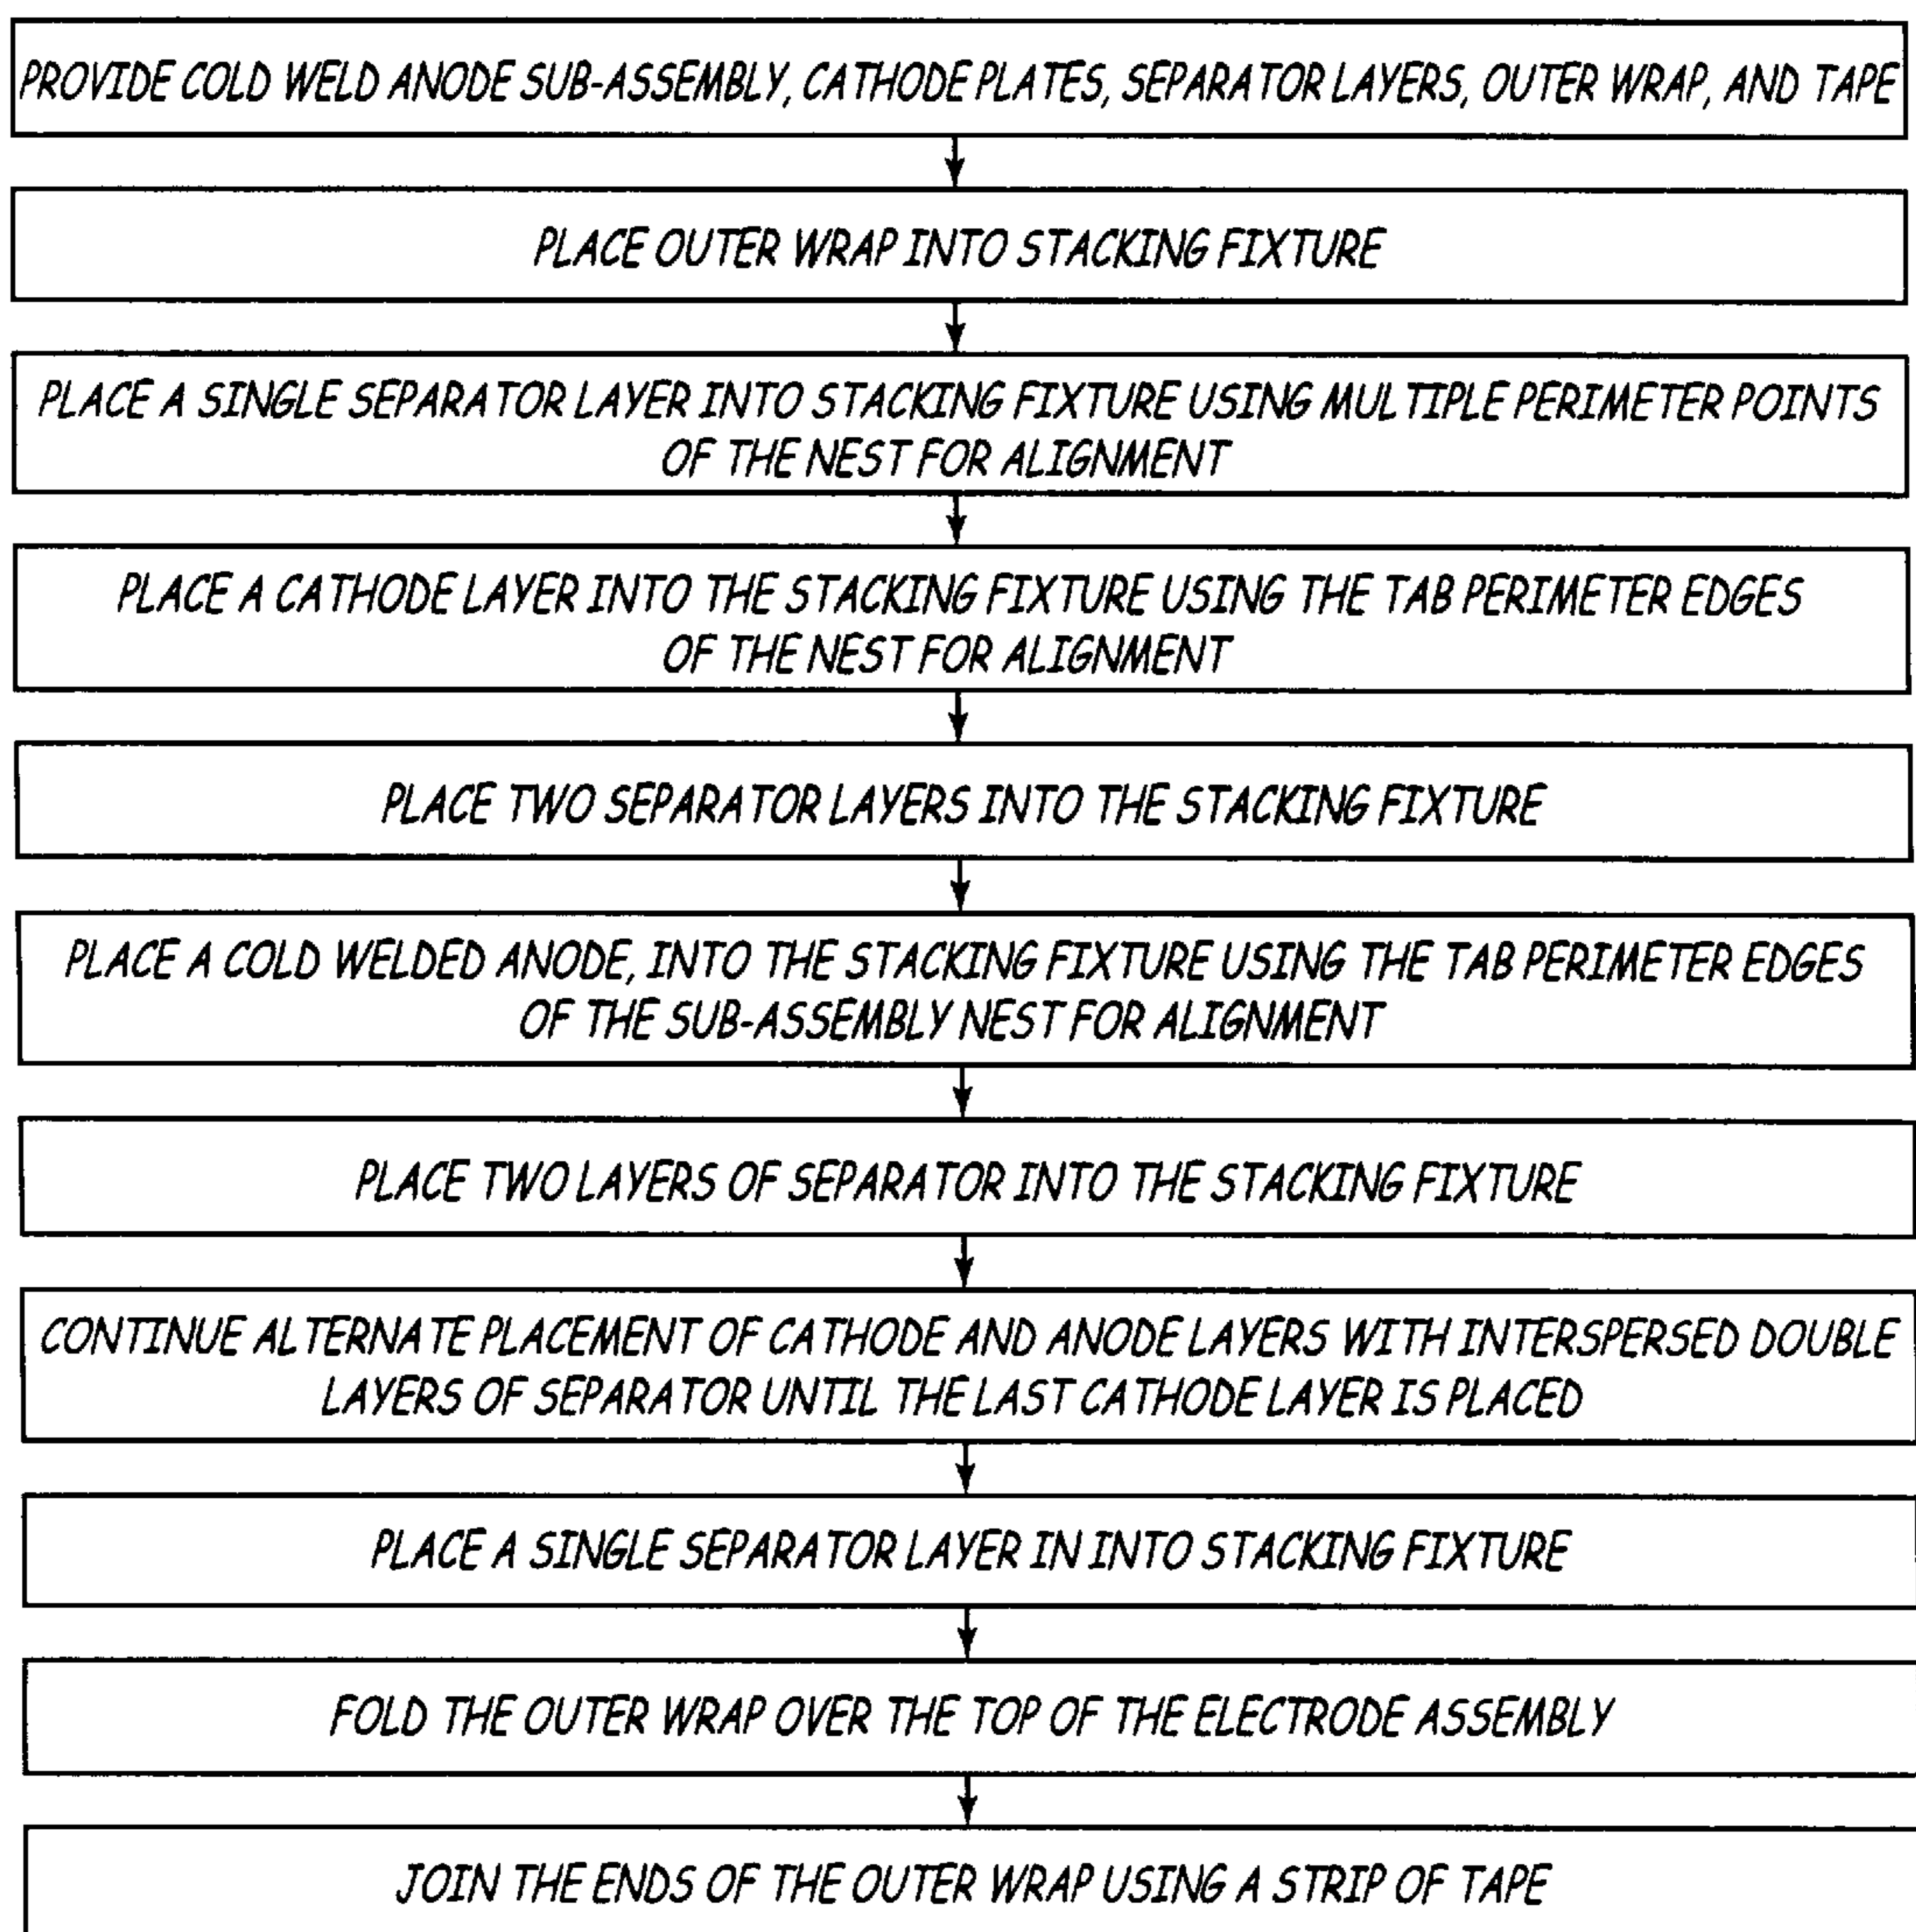 PROVIDE COLD WELD ANODE SUB-ASSEMBLY, CATHODE PLATES, SEPARATOR LAYERS, OUTER WRAP, AND TAPE
PLACE OUTER WRAP INTO STACKING FIXTURE
PLACE A SINGLE SEPARATOR LAYER INTO STACKING FIXTURE USING MULTIPLE PERIMETER POINTS
OF THE NEST FOR ALIGNMENT
PLACE A CATHODE LAYER INTO THE STACKING FIXTURE USING THE TAB PERIMETER EDGES
OF THE NEST FOR ALIGNMENT
PLACE TWO SEPARATOR LAYERS INTO THE STACKING FIXTURE
PLACE A COLD WELDED ANODE, INTO THE STACKING FIXTURE USING THE TAB PERIMETER EDGES
OF THE SUB-ASSEMBLY NEST FOR ALIGNMENT
PLACE TWO LAYERS OF SEPARATOR INTO THE STACKING FIXTURE
CONTINUE ALTERNATE PLACEMENT OF CATHODE AND ANODE LAYERS WITH INTERSPERSED DOUBLE
LAYERS OF SEPARATOR UNTIL THE LAST CATHODE LAYER IS PLACED
PLACE A SINGLE SEPARATOR LAYER IN INTO STACKING FIXTURE
FOLD THE OUTER WRAP OVER THE TOP OF THE ELECTRODE ASSEMBLY
JOIN THE ENDS OF THE OUTER WRAP USING A STRIP OF TAPE